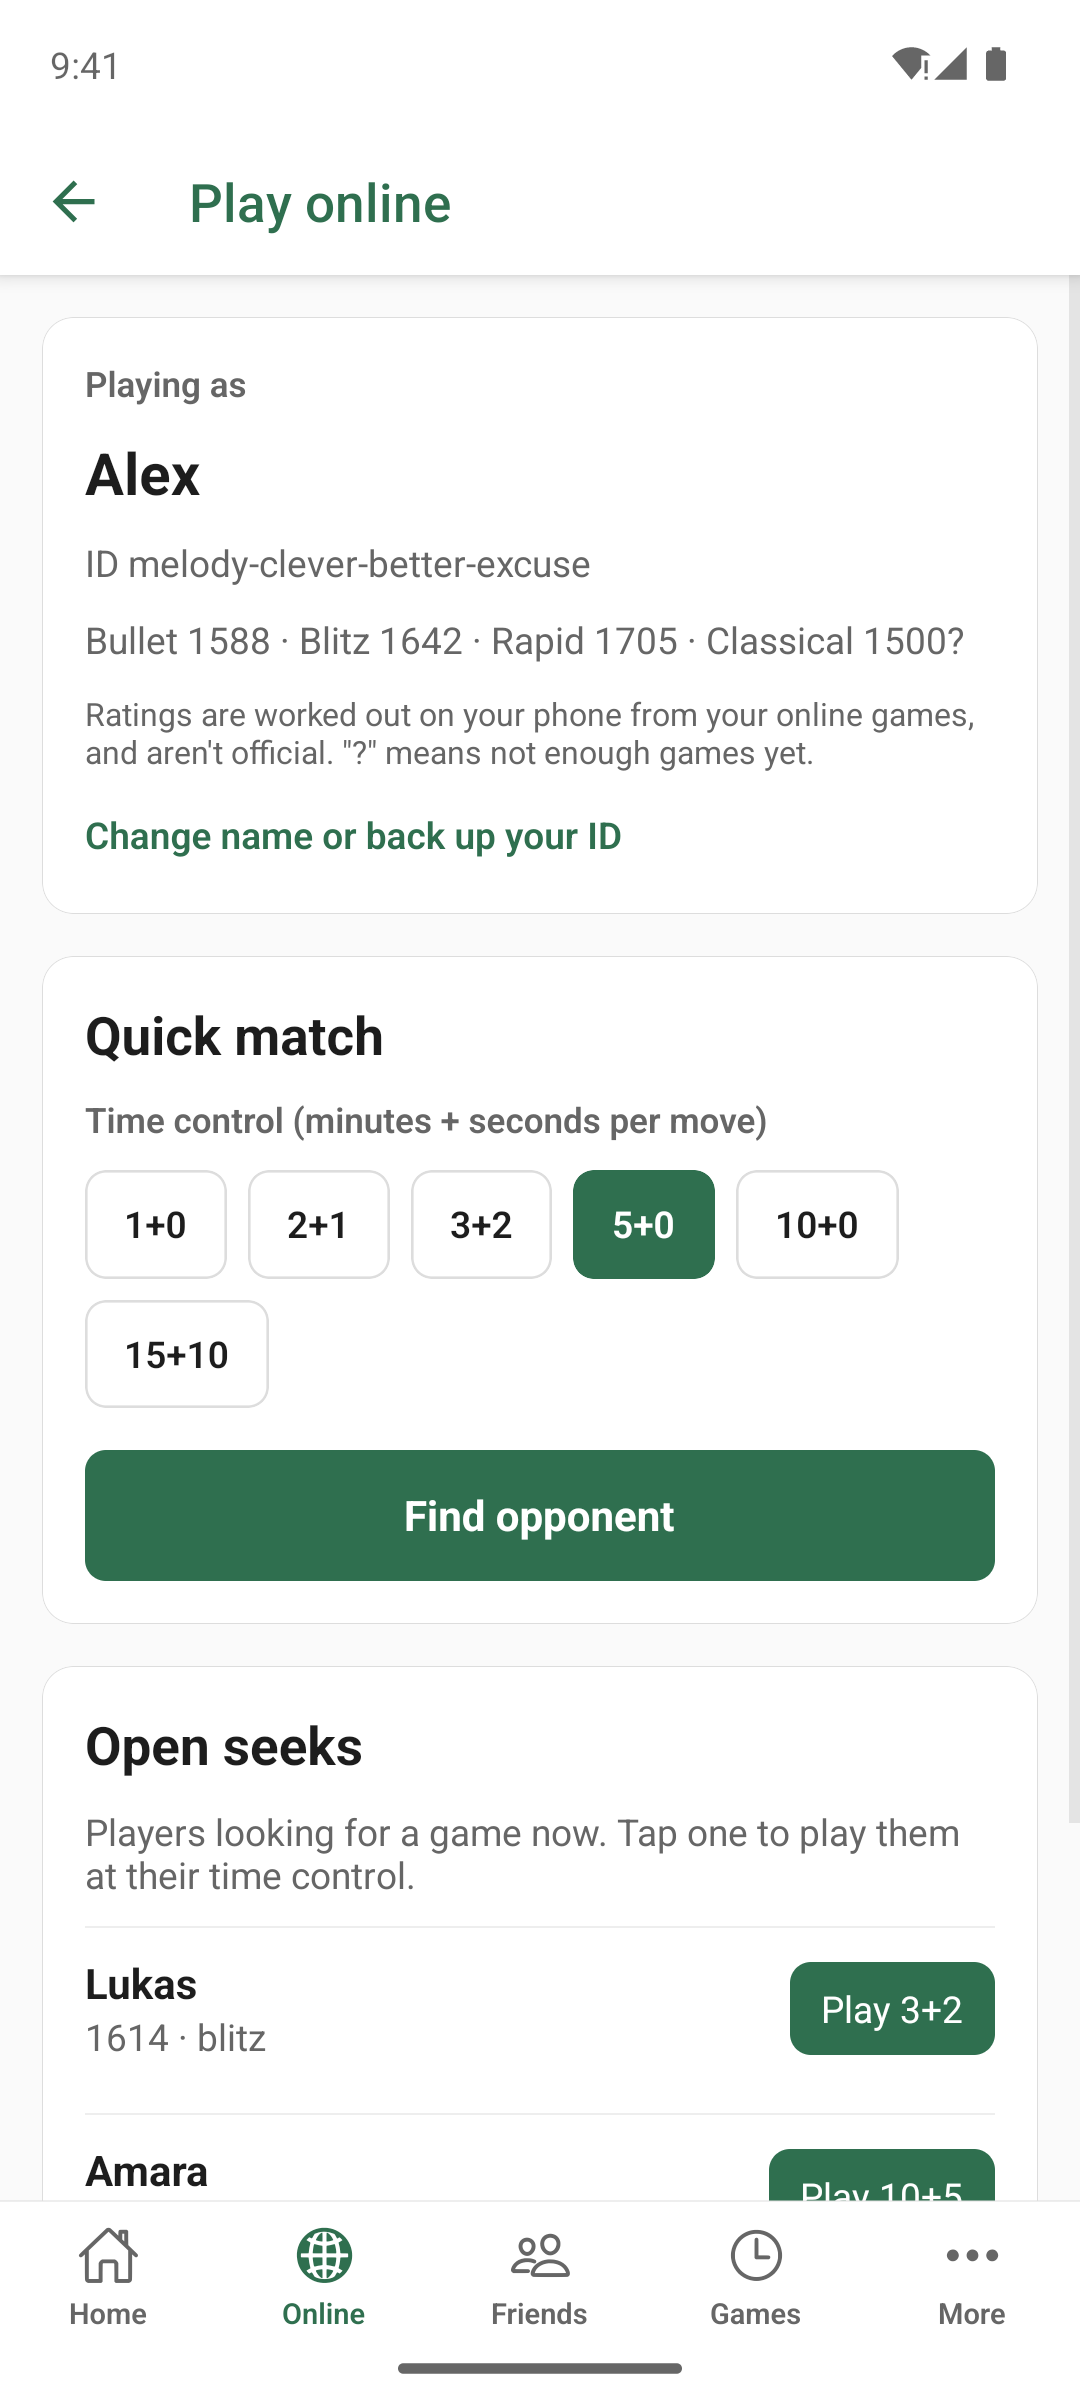 9:41
Play online
Playing as
Alex
ID melody-clever-better-excuse
Bullet 1588 · Blitz 1642 · Rapid 1705 · Classical 1500?
Ratings are worked out on your phone from your online games,
and aren't official. "?" means not enough games yet.
Change name or back up your ID
Quick match
Time control (minutes + seconds per move)
1+0
2+1
3+2
5+0
10+0
15+10
Find opponent
Open seeks
Players looking for a game now. Tap one to play them
at their time control.
Lukas
Play 3+2
1614 · blitz
Amara
Play 10+5
Home
Online
Friends
Games
More